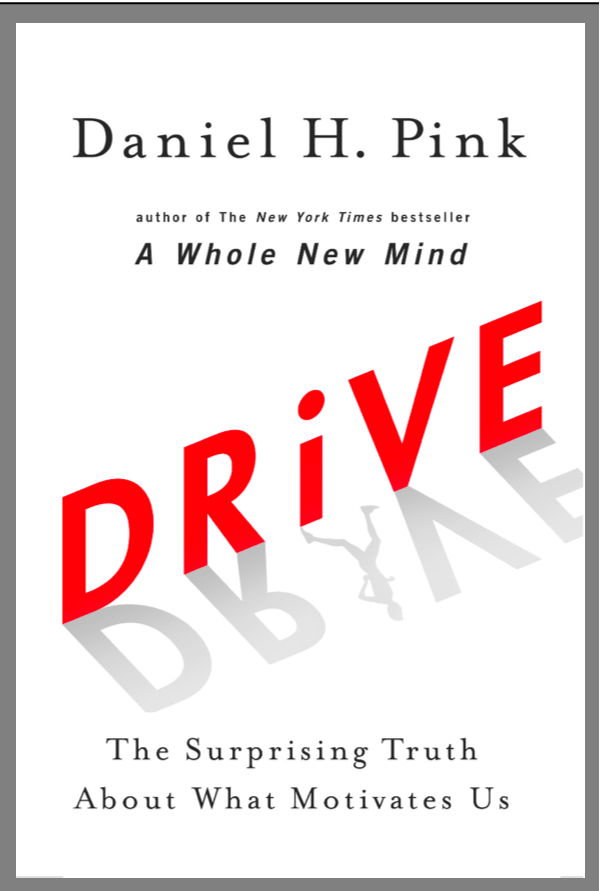 Daniel H. Pink
author of The New York Times bestseller
A Whole New Mind
DRiVE
The Surprising Truth
About What Motivates Us